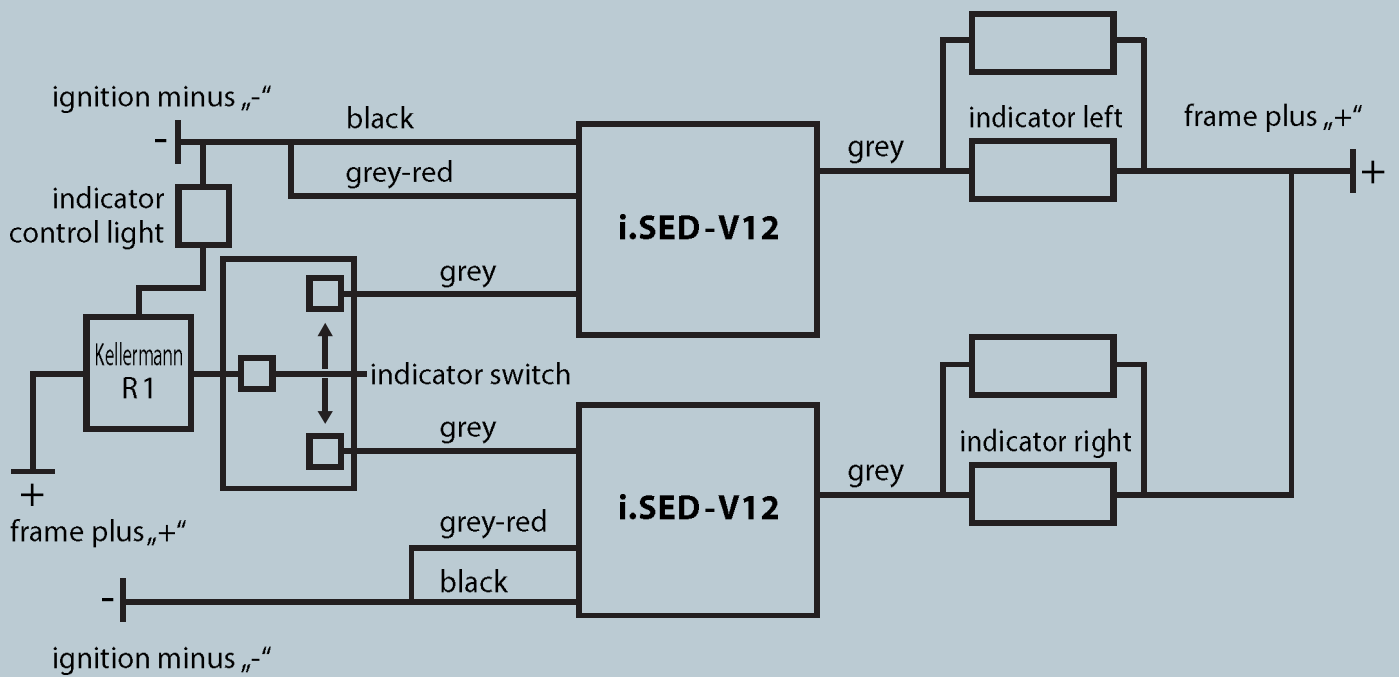 ignition minus „-“
-
black
grey-red
indicator
control light
i.SED-V12
grey
indicator left
frame plus „+“
+
grey
Kellermann
R1
indicator switch
+
frame plus„+“
grey
grey-red
black
i.SED-V12
grey
indicator right
-
ignition minus „-“